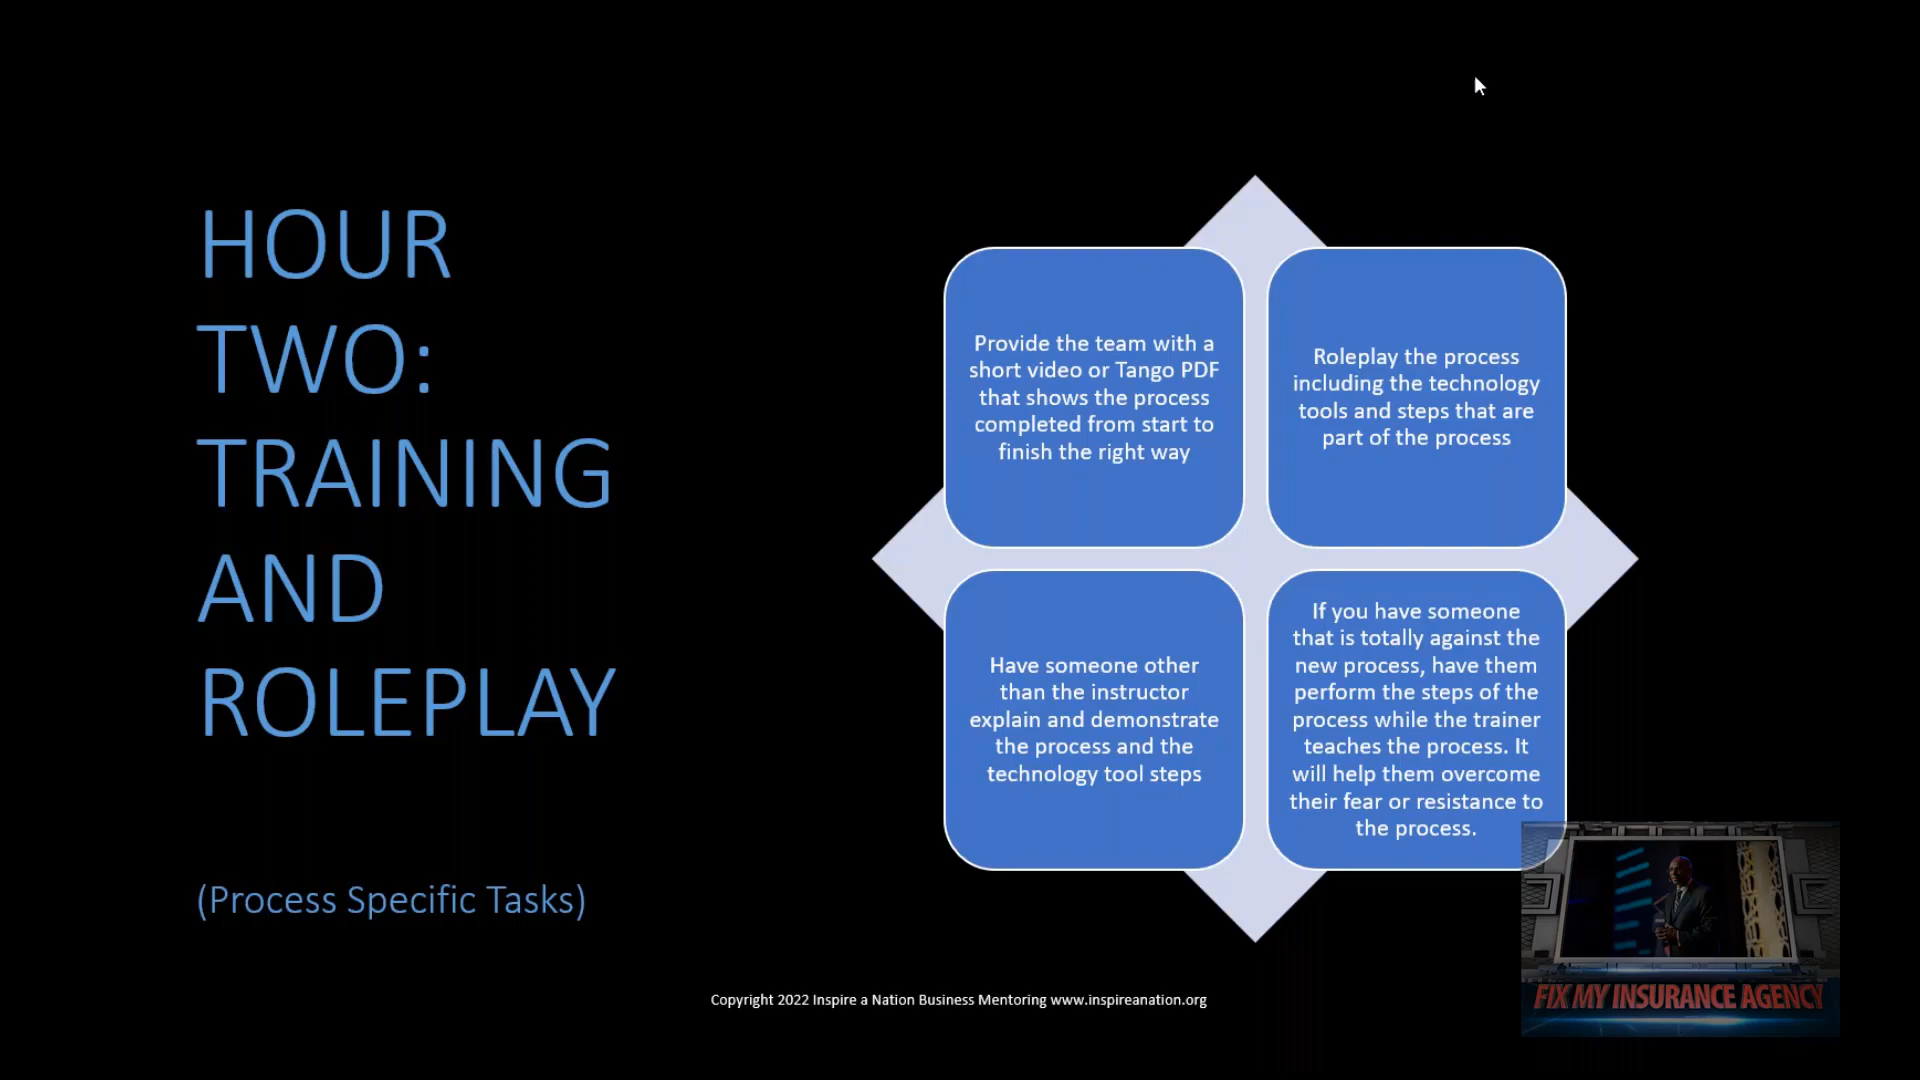 HOUR
TWO:
TRAINING
AND
ROLEPLAY
(Process Specific Tasks)
Provide the team with a
short video or Tango PDF
that shows the process
completed from start to
finish the right way
Roleplay the process
including the technology
tools and steps that are
part of the process
Have someone other
than the instructor
explain and demonstrate
the process and the
technology tool steps
If you have someone
that is totally against the
new process, have them
perform the steps of the
process while the trainer
teaches the process. It
will help them overcome
their fear or resistance to
the process.
Copyright 2022 Inspire a Nation Business Mentoring www.inspireanation.org
FIX MY INSURANCE AGENCY